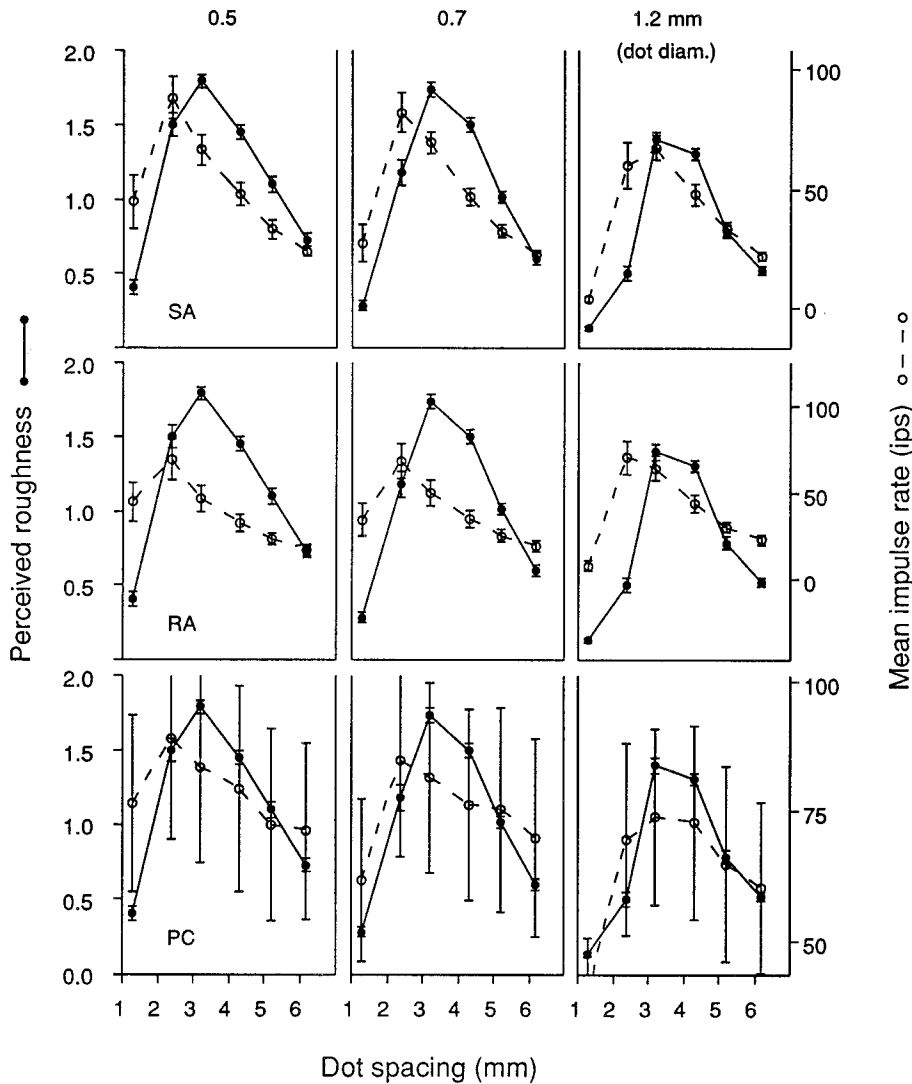 0.5 0.7 1.2 mm
(dot diam.)
2.0
1.5
1.0
0.5
SA
100
50
0
2.0
1.5
1.0
0.5
RA
100
50
0
2.0
1.5
1.0
0.5
0.0
PC
100
75
50
1 2 3 4 5 6 1 2 3 4 5 6 1 2 3 4 5 6
Dot spacing (mm)
Perceived roughness
Mean impulse rate (ips)